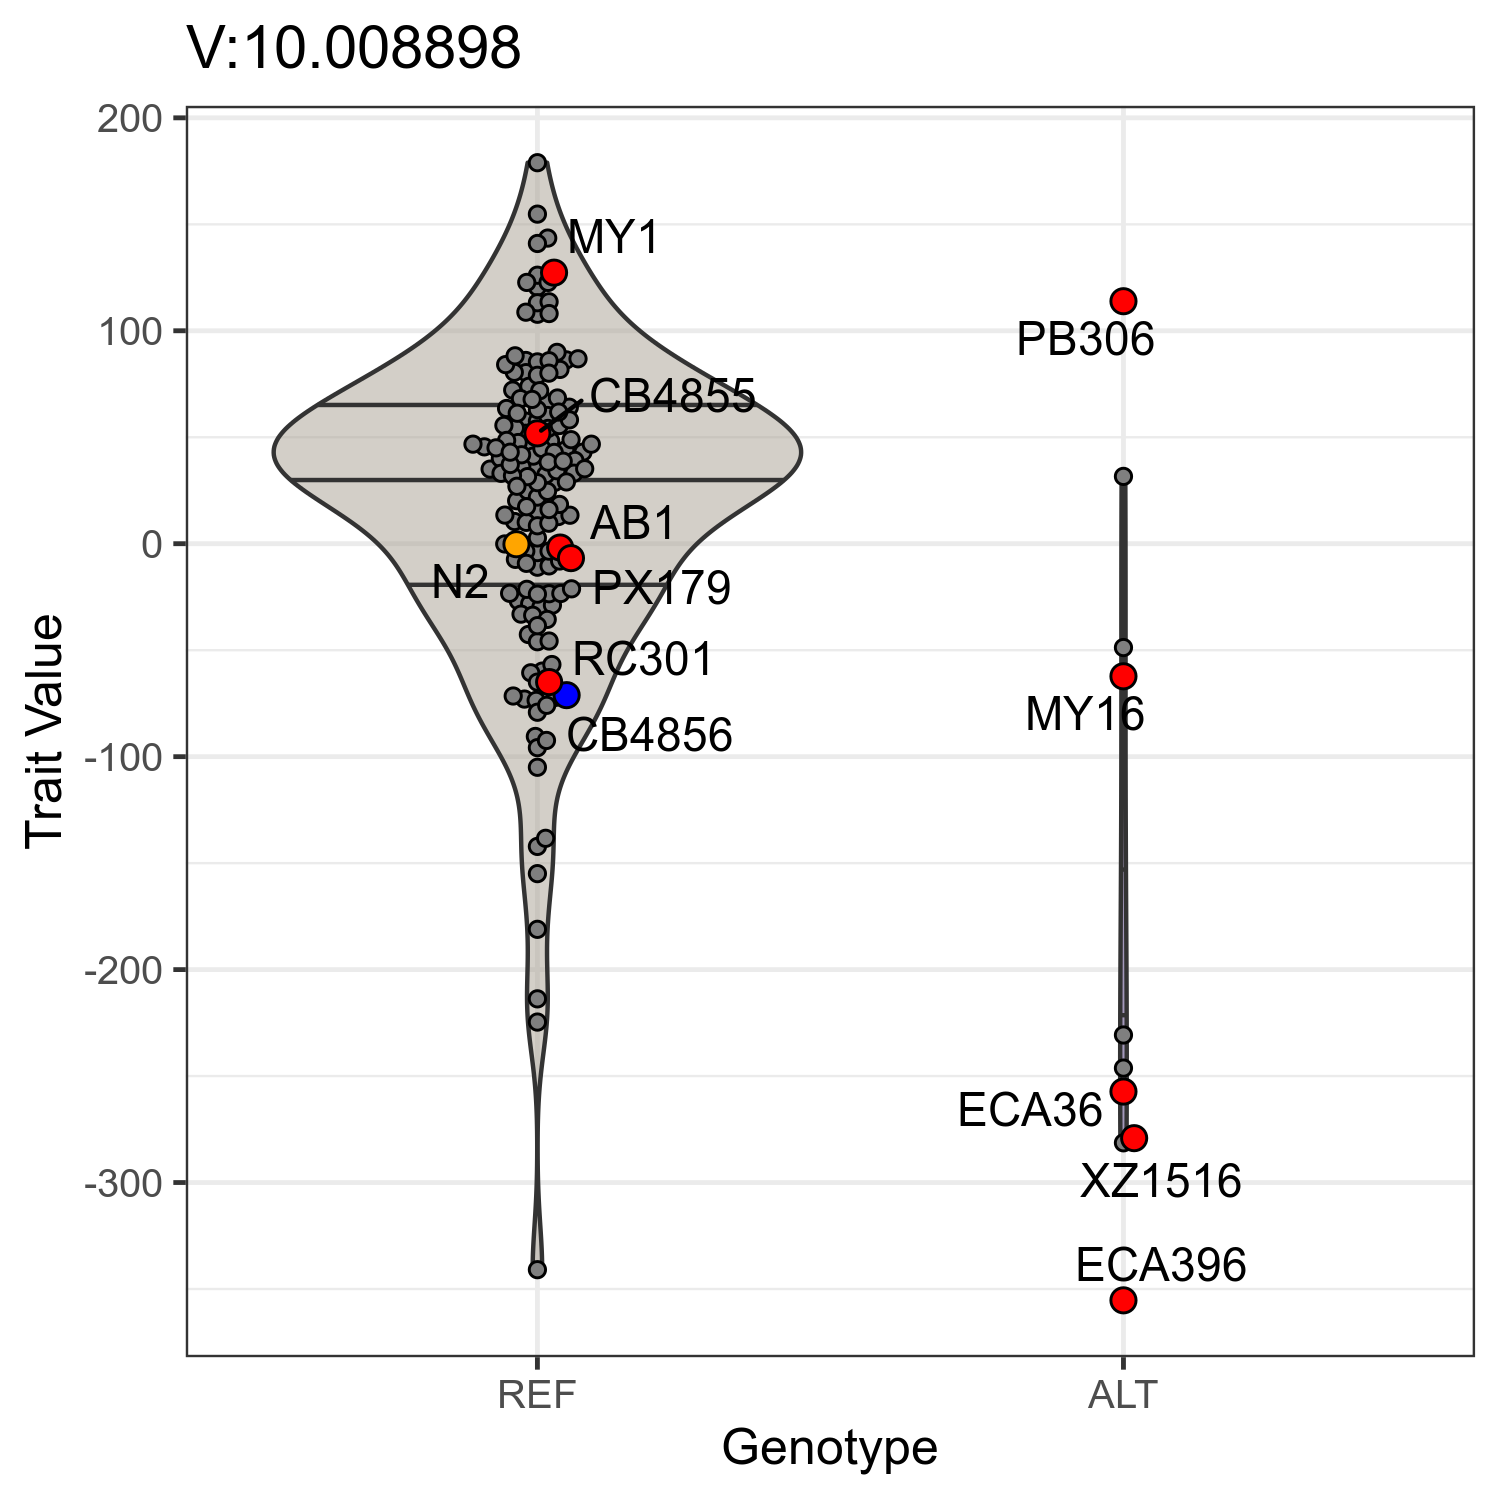 V:10.008898
200
100
0
-100
-200
-300
Trait Value
MY1
CB4855
AB1
N2
PX179
RC301
CB4856
PB306
MY16
ECA36
XZ1516
ECA396
REF
ALT
Genotype